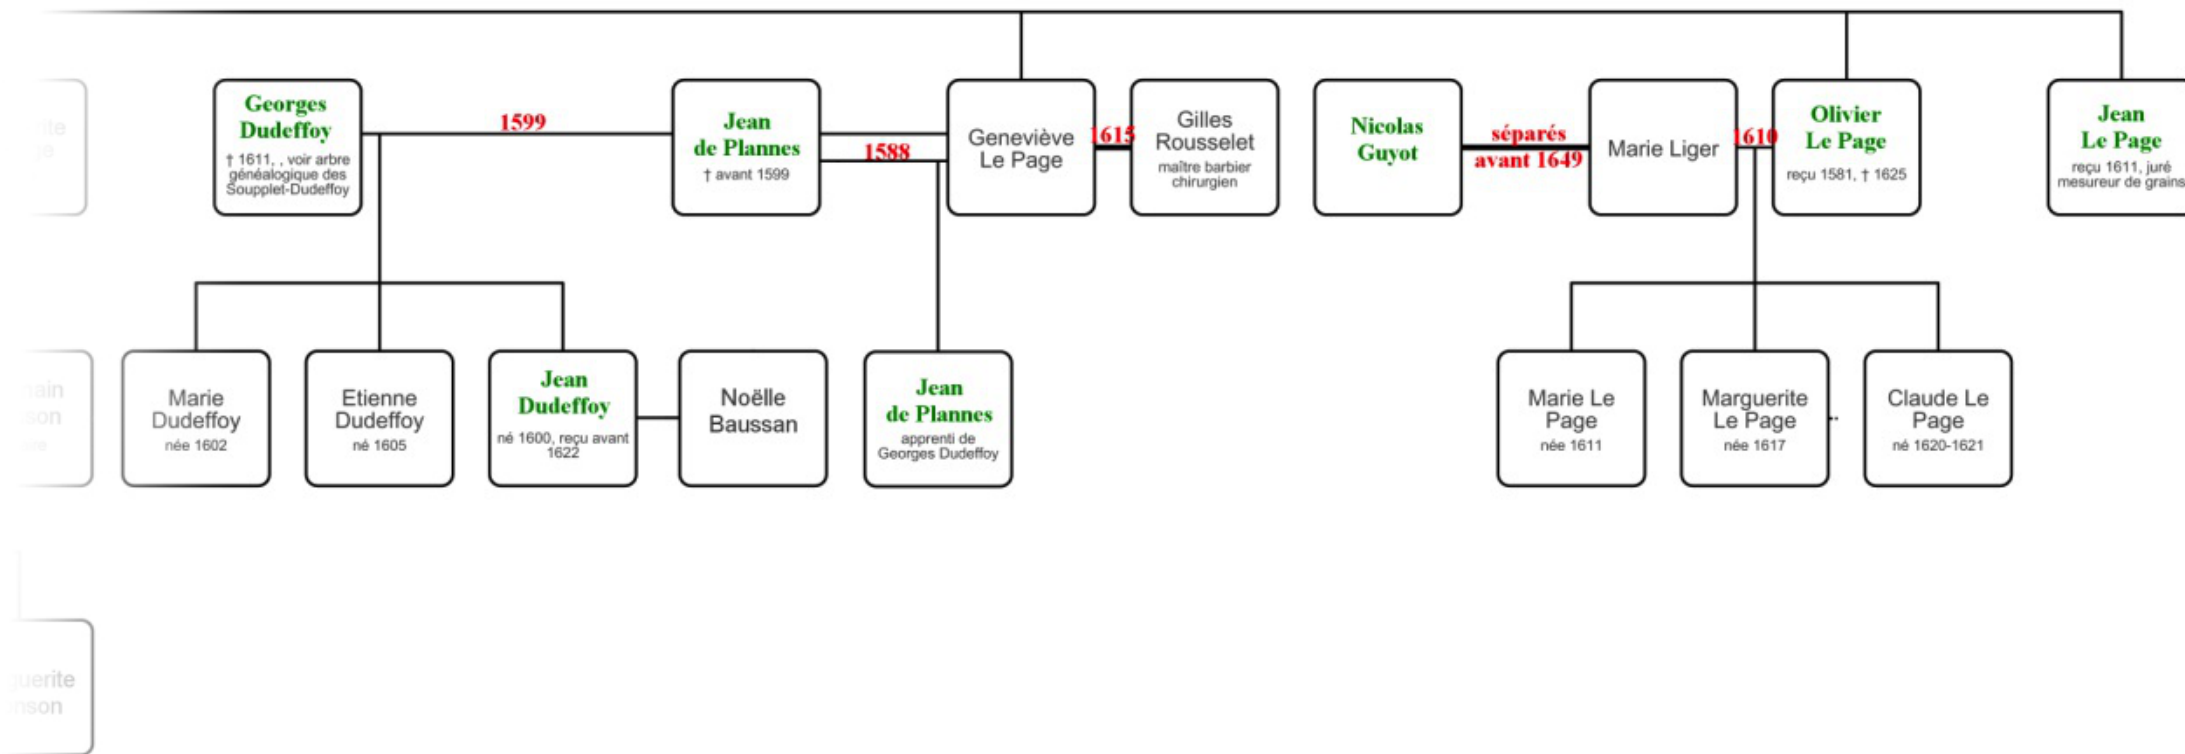 Georges
Dudeffoy
† 1611, , voir arbre
généalogique des
Soupplet-Dudeffoy
1599
Jean
de Plannes
† avant 1599
1588
Geneviève
Le Page
1615
Gilles
Rousselet
maître barbier
chirurgien
Nicolas
Guyot
séparés
avant 1649
Marie Liger
1610
Olivier
Le Page
reçu 1581, † 1625
Jean
Le Page
reçu 1611, juré
mesureur de grains
Marie
Dudeffoy
née 1602
Etienne
Dudeffoy
né 1605
Jean
Dudeffoy
né 1600, reçu avant
1622
Noëlle
Baussan
Jean
de Plannes
apprenti de
Georges Dudeffoy
Marie Le
Page
née 1611
Marguerite
Le Page
née 1617
Claude Le
Page
né 1620-1621